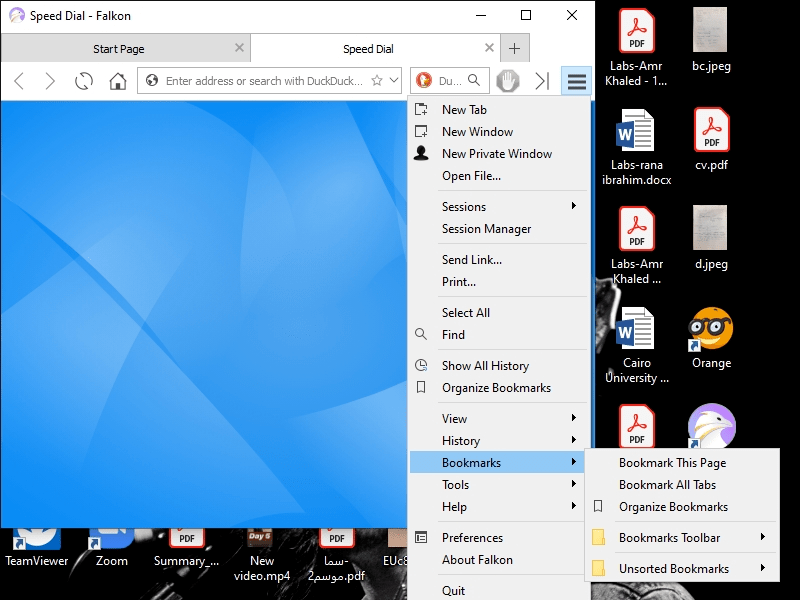 Speed Dial - Falkon
Start Page
Speed Dial
Enter address or search with DuckDuck...
Du...
New Tab
New Window
New Private Window
Open File...
Sessions
Session Manager
Send Link...
Print...
Select All
Find
Show All History
Organize Bookmarks
View
History
Bookmarks
Tools
Help
Preferences
About Falkon
Quit
Bookmark This Page
Bookmark All Tabs
Organize Bookmarks
Bookmarks Toolbar
Unsorted Bookmarks
PDF
Labs-Amr
Khaled - 1...
bc.jpeg
W
Labs-rana
ibrahim.docx
PDF
cv.pdf
PDF
Labs-Amr
Khaled ...
d.jpeg
W
Cairo
University ...
Orange
PDF
TeamViewer
Zoom
PDF
Summary_...
Day 5
New
video.mp4
PDF
سما-
موسم2.pdf
EUc8